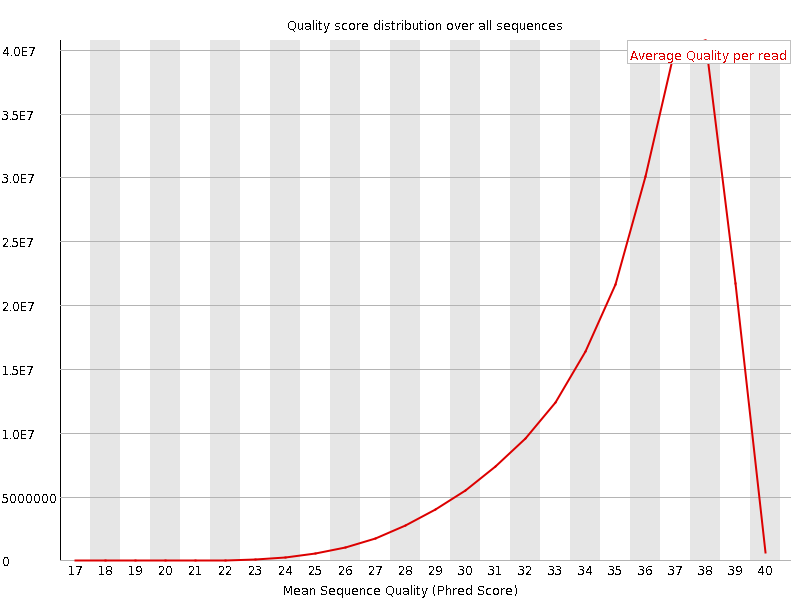 Quality score distribution over all sequences
Average Quality per read
4.0E7
3.5E7
3.0E7
2.5E7
2.0E7
1.5E7
1.0E7
5000000
0
17 18 19 20 21 22 23 24 25 26 27 28 29 30 31 32 33 34 35 36 37 38 39 40
Mean Sequence Quality (Phred Score)